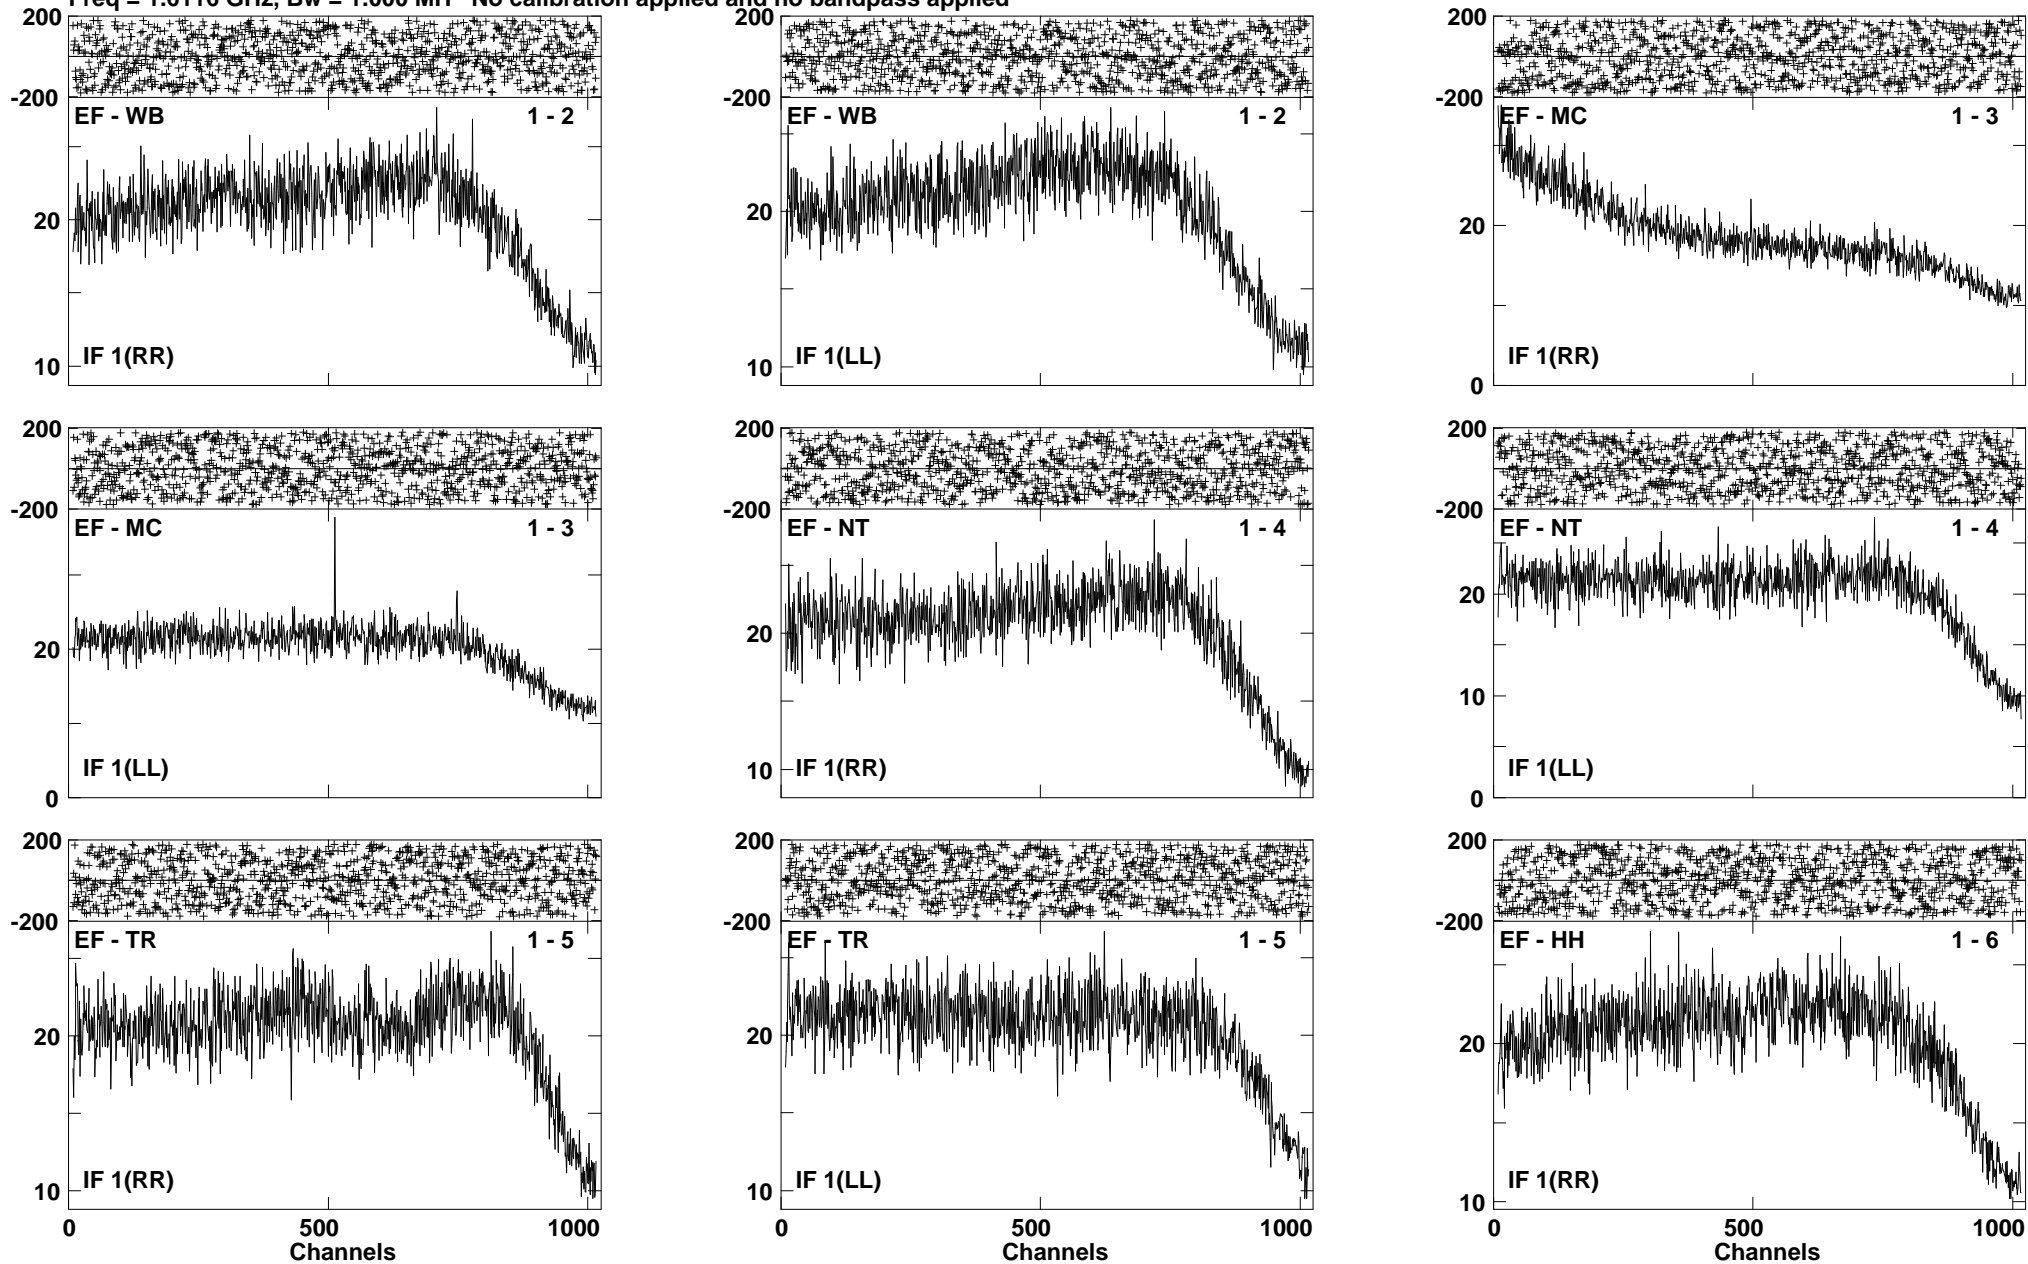 Freq = 1.6116 GHz, Bw = 1.000 MH No calibration applied and no bandpass applied
200 200 200
-200 -200 -200
EF - WB 1 - 2 EF - WB 1 - 2 EF - MC 1 - 3
20 20 20
IF 1(RR) IF 1(LL) IF 1(RR)
10 10 0
200 200 200
-200 -200 -200
EF - MC 1 - 3 EF - NT 1 - 4 EF - NT 1 - 4
20 20 20
IF 1(LL) IF 1(RR) IF 1(LL)
0 10 10
0
200 200 200
-200 -200 -200
EF - TR 1 - 5 EF - TR 1 - 5 EF - HH 1 - 6
20 20 20
IF 1(RR) IF 1(LL) IF 1(RR)
10 10 10
0 500 1000 0 500 1000 0 500 1000
Channels Channels Channels